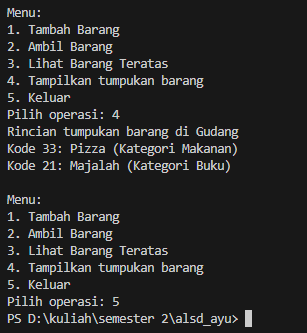 Menu:
1. Tambah Barang
2. Ambil Barang
3. Lihat Barang Teratas
4. Tampilkan tumpukan barang
5. Keluar
Pilih operasi: 4
Rincian tumpukan barang di Gudang
Kode 33: Pizza (Kategori Makanan)
Kode 21: Majalah (Kategori Buku)

Menu:
1. Tambah Barang
2. Ambil Barang
3. Lihat Barang Teratas
4. Tampilkan tumpukan barang
5. Keluar
Pilih operasi: 5
PS D:\kuliah\semester 2\alsd_ayu>